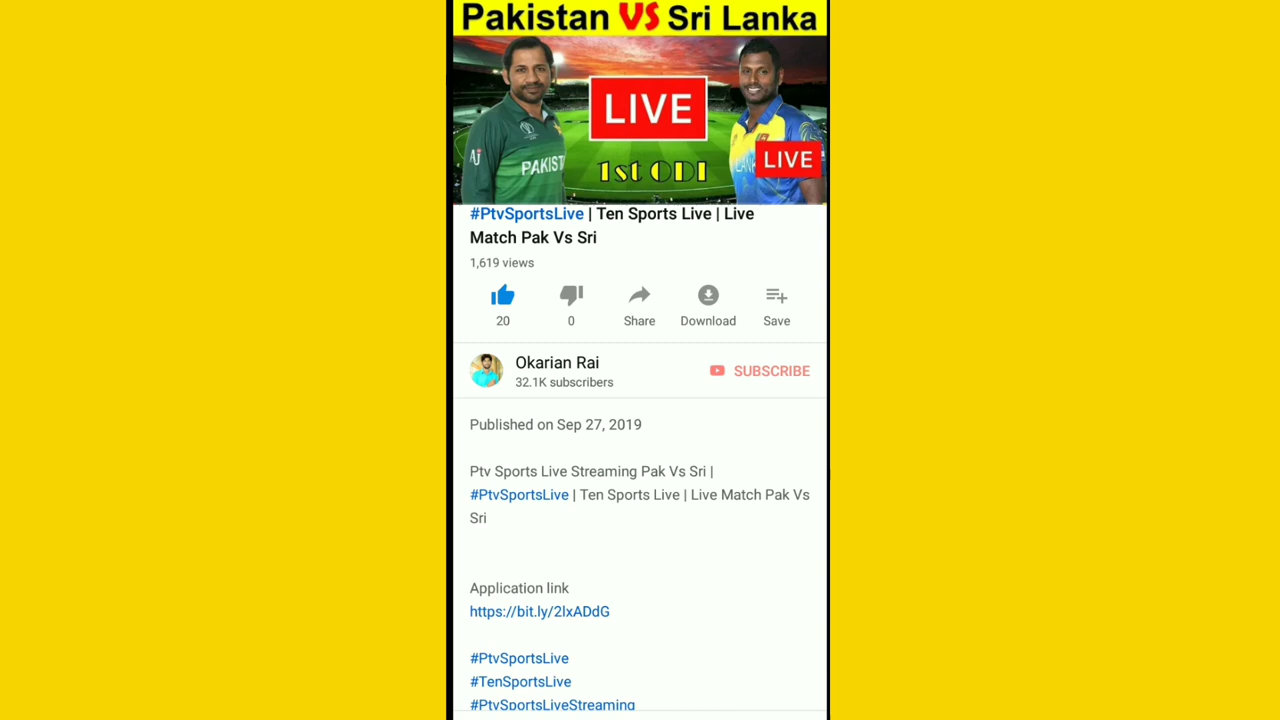 Pakistan VS Sri Lanka
LIVE
1st ODI
AJ
PAKIST
LANK
LIVE
#PtvSportsLive | Ten Sports Live | Live
Match Pak Vs Sri
1,619 views
20
0
Share
Download
Save
Okarian Rai
32.1K subscribers
SUBSCRIBE
Published on Sep 27, 2019
Ptv Sports Live Streaming Pak Vs Sri |
#PtvSportsLive | Ten Sports Live | Live Match Pak Vs
Sri
Application link
https://bit.ly/2lxADdG
#PtvSportsLive
#TenSportsLive
#PtvSportsLiveStreaming